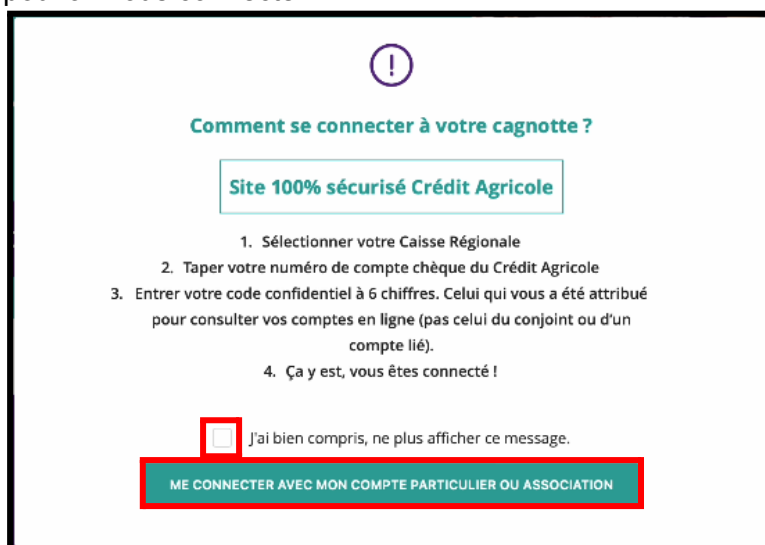 Comment se connecter à votre cagnotte ?
Site 100% sécurisé Crédit Agricole
1. Sélectionner votre Caisse Régionale
2. Taper votre numéro de compte chèque du Crédit Agricole
3. Entrer votre code confidentiel à 6 chiffres. Celui qui vous a été attribué
pour consulter vos comptes en ligne (pas celui du conjoint ou d'un
compte lié).
4. Ça y est, vous êtes connecté !
J'ai bien compris, ne plus afficher ce message.
ME CONNECTER AVEC MON COMPTE PARTICULIER OU ASSOCIATION